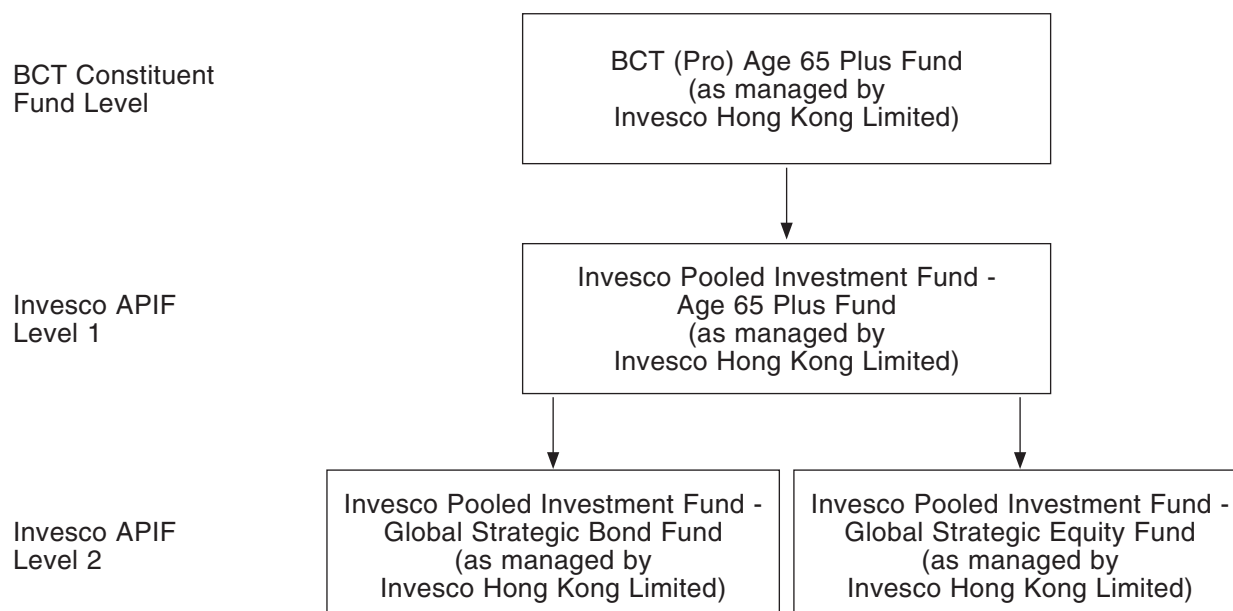 BCT Constituent
Fund Level
BCT (Pro) Age 65 Plus Fund
(as managed by
Invesco Hong Kong Limited)
Invesco APIF
Level 1
Invesco Pooled Investment Fund -
Age 65 Plus Fund
(as managed by
Invesco Hong Kong Limited)
Invesco APIF
Level 2
Invesco Pooled Investment Fund -
Global Strategic Bond Fund
(as managed by
Invesco Hong Kong Limited)
Invesco Pooled Investment Fund -
Global Strategic Equity Fund
(as managed by
Invesco Hong Kong Limited)